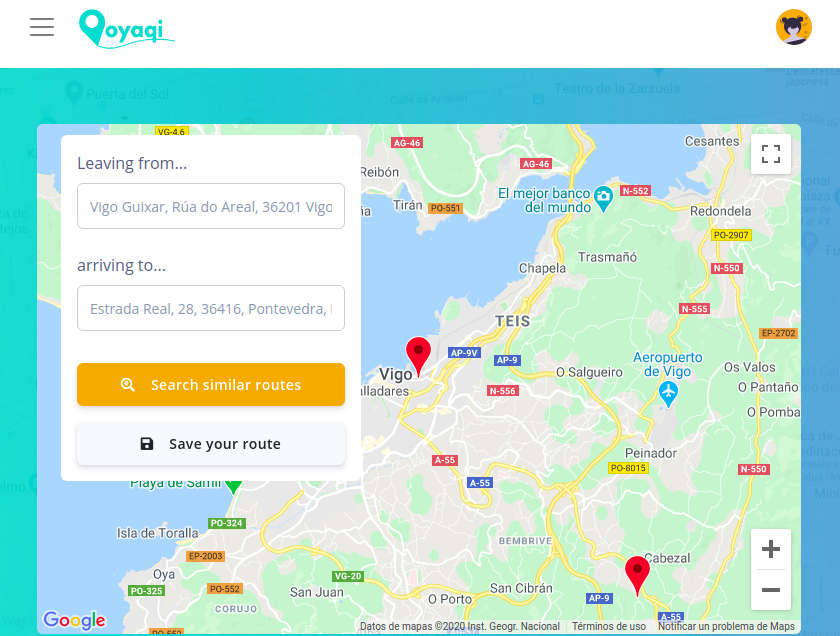 oyaqi
Puerta del Sol
Teatro de la Zarzuela
VG-4.6
AG-46
Cesantes
Leaving from...
Reibón
AG-46
El mejor banco
del mundo
N-552
Vigo Guixar, Rúa do Areal, 36201 Vigo
Tirán
PO-551
Redondela
PO-2907
Trasmañó
arriving to...
Chapela
N-550
Estrada Real, 28, 36416, Pontevedra,
N-555
TEIS
EP-2702
AP-9V
AP-9
Aeropuerto
de Vigo
Os Valos
Vigo
O Salgueiro
Search similar routes
alladares
N-556
O Pantaño
O Pomba
Save your route
Peinador
A-55
PO-8015
N-550
Playa de Samil
A-55
PO-324
Isla de Toralla
BEMBRIVE
EP-2003
Cabezal
Oya
VG-20
PO-325
PO-552
San Juan
San Cibrán
O Porto
AP-9
CORUJO
A-55
Google
PO-552
Datos de mapas ©2020 Inst. Geogr. Nacional
Términos de uso
Notificar un problema de Maps